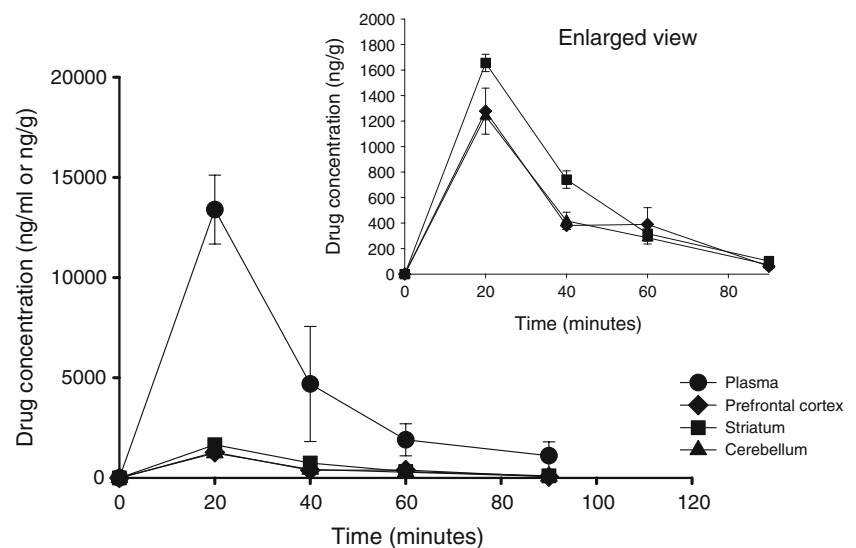 Enlarged view
Drug concentration (ng/g)
2000
1800
1600
1400
1200
1000
800
600
400
200
0
0 20 40 60 80
Time (minutes)
Drug concentration (ng/ml or ng/g)
20000
15000
10000
5000
0
0 20 40 60 80 100 120
Time (minutes)
Plasma
Prefrontal cortex
Striatum
Cerebellum